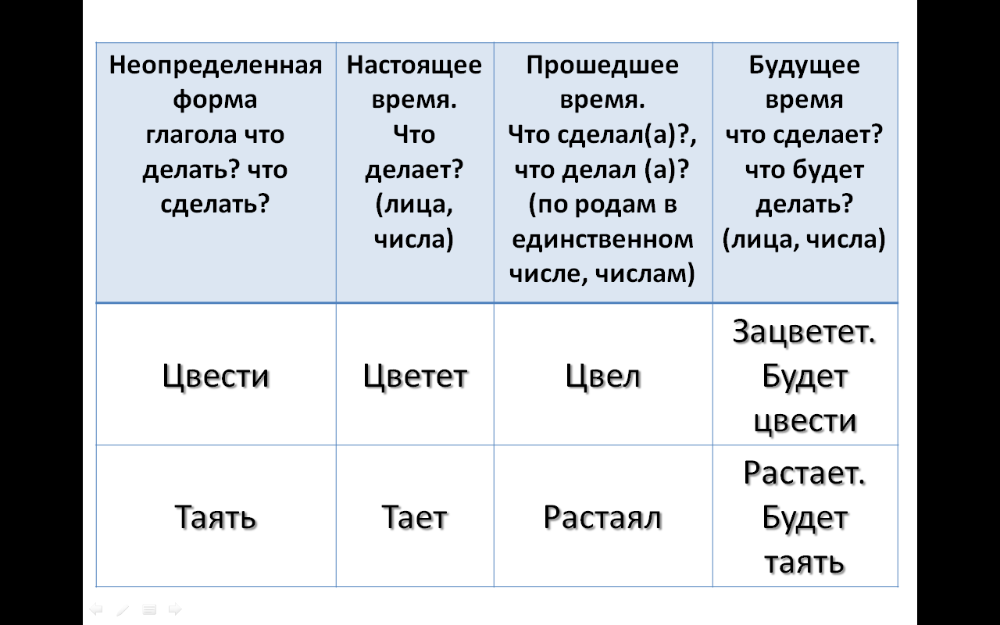 Неопределенная
форма
глагола что
делать? что
сделать?
Настоящее
время.
Что
делает?
(лица,
числа)
Прошедшее
время.
Что сделал(а)?,
что делал (а)?
(по родам в
единственном
числе, числам)
Будущее
время
что сделает?
что будет
делать?
(лица, числа)
Цвести
Цветет
Цвел
Зацветет.
Будет
цвести
Таять
Тает
Растаял
Растает.
Будет
таять